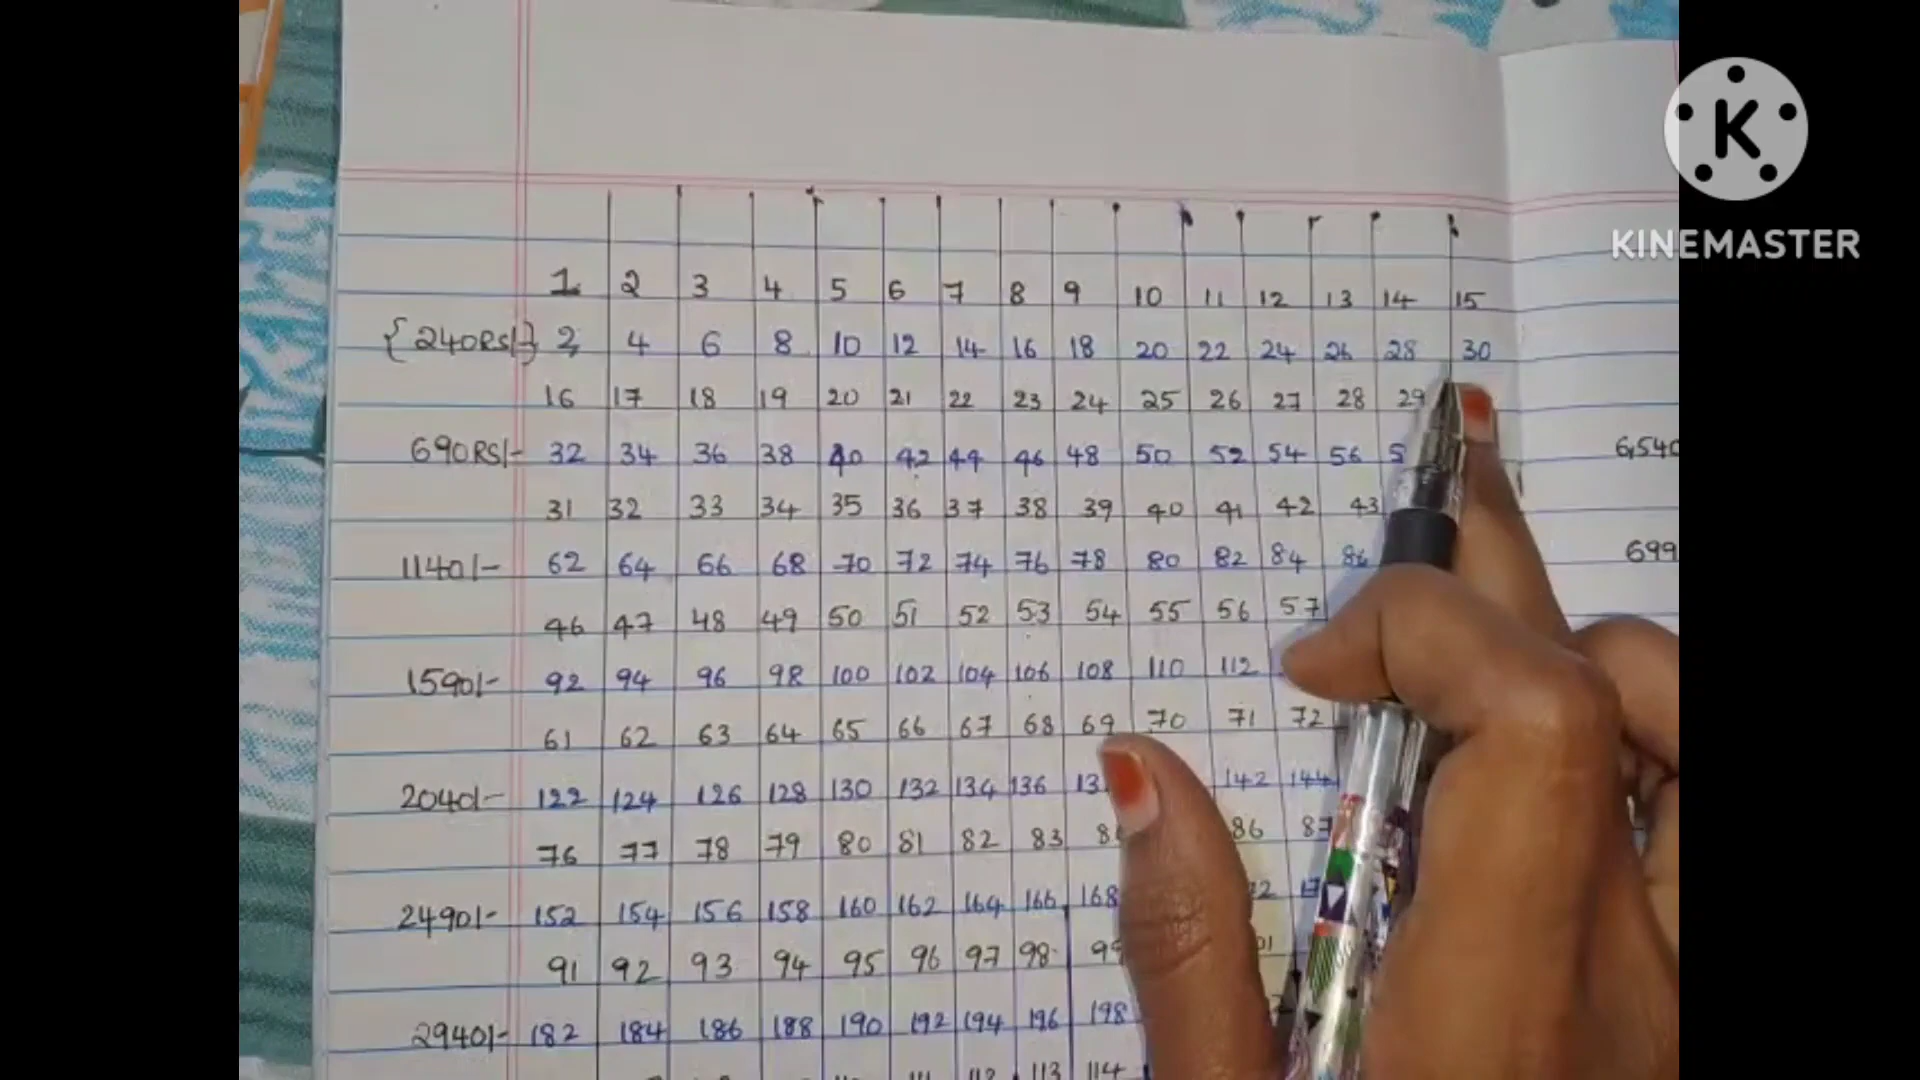 KINEMASTER
1 2 3 4 5 6 7 8 9 10 11 12 13 14 15
{240RS/-} 2 4 6 8 10 12 14 16 18 20 22 24 26 28 30
16 17 18 19 20 21 22 23 24 25 26 27 28 29
690RS/- 32 34 36 38 40 42 44 46 48 50 52 54 56 6,540
31 32 33 34 35 36 37 38 39 40 41 42 43
1140/- 62 64 66 68 70 72 74 76 78 80 82 84 86 699
46 47 48 49 50 51 52 53 54 55 56 57
1590/- 92 94 96 98 100 102 104 106 108 110 112
61 62 63 64 65 66 67 68 69 70 71 72
2040/- 122 124 126 128 130 132 134 136 142 144
76 77 78 79 80 81 82 83 86 87
2490/- 152 154 156 158 160 162 164 166 168
91 92 93 94 95 96 97 98 99
2940/- 182 184 186 188 190 192 194 196 198
112 113 114